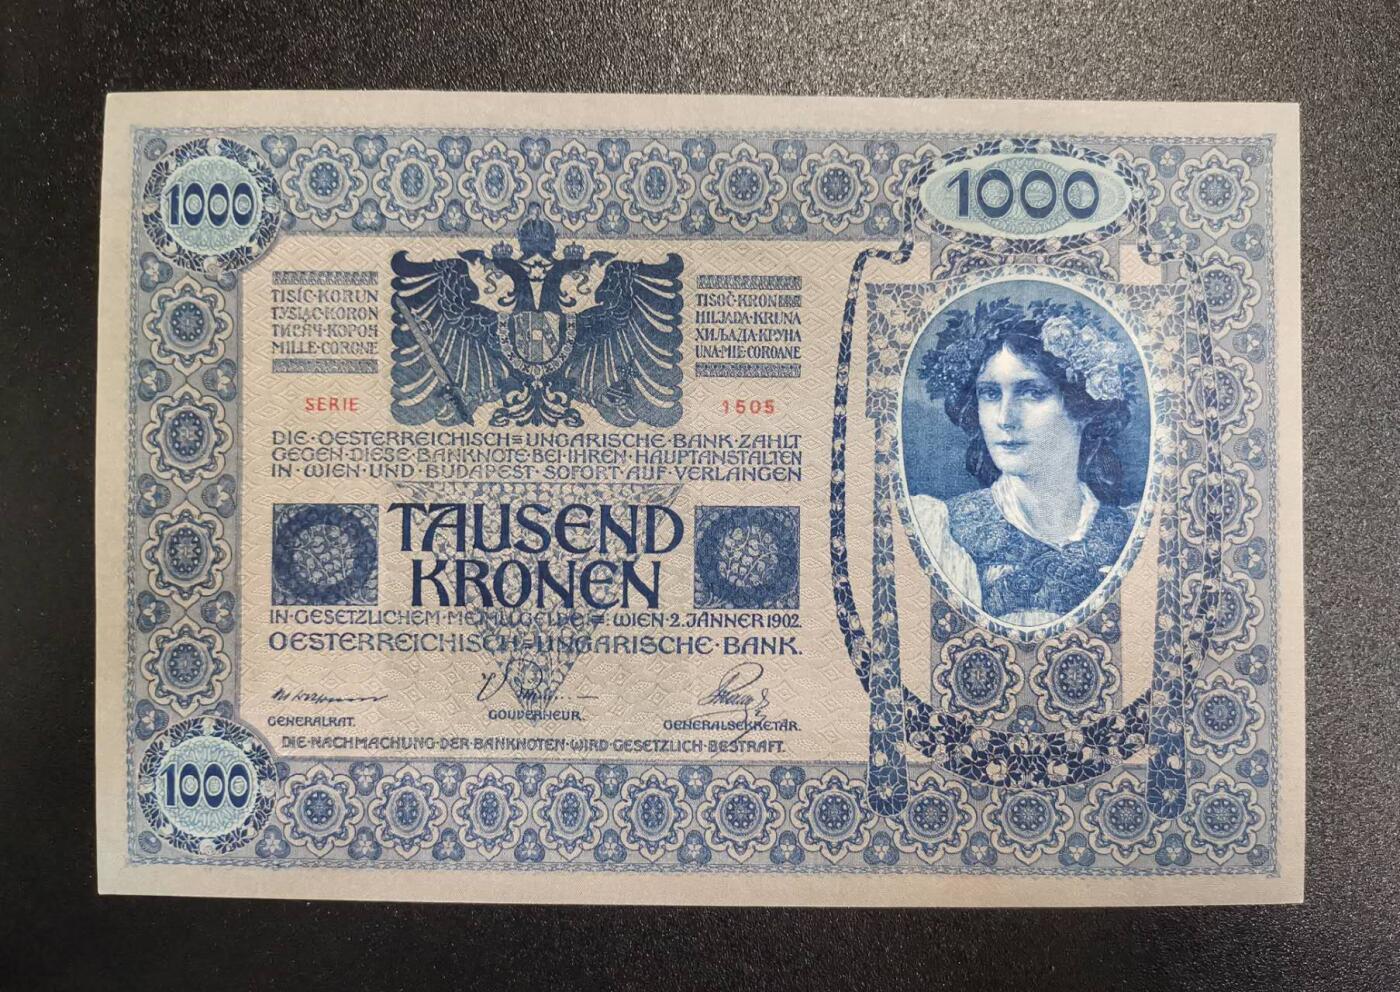 1000
1000
TISÍC·KORUN
TYSIĄC·KORON
ТИСЯЧ·КОРОН
MILLE·CORONE
TISOČ·KRON
HILJADA·KRUNA
ХИЉАДА·КРУНА
UNA·MIE·COROANE
SERIE 1505
DIE·OESTERREICHISCH=UNGARISCHE·BANK·ZAHLT
GEGEN·DIESE·BANKNOTE·BEI·IHREN·HAUPTANSTALTEN
IN·WIEN·UND·BUDAPEST·SOFORT·AUF·VERLANGEN
TAUSEND
KRONEN
IN·GESETZLICHEM·METALLGELDE=WIEN·2.JÄNNER 1902.
OESTERREICHISCH=UNGARISCHE·BANK.
GENERALRAT.
GOUVERNEUR.
GENERALSEKRETÄR.
DIE·NACHMACHUNG·DER·BANKNOTEN·WIRD·GESETZLICH·BESTRAFT.
1000